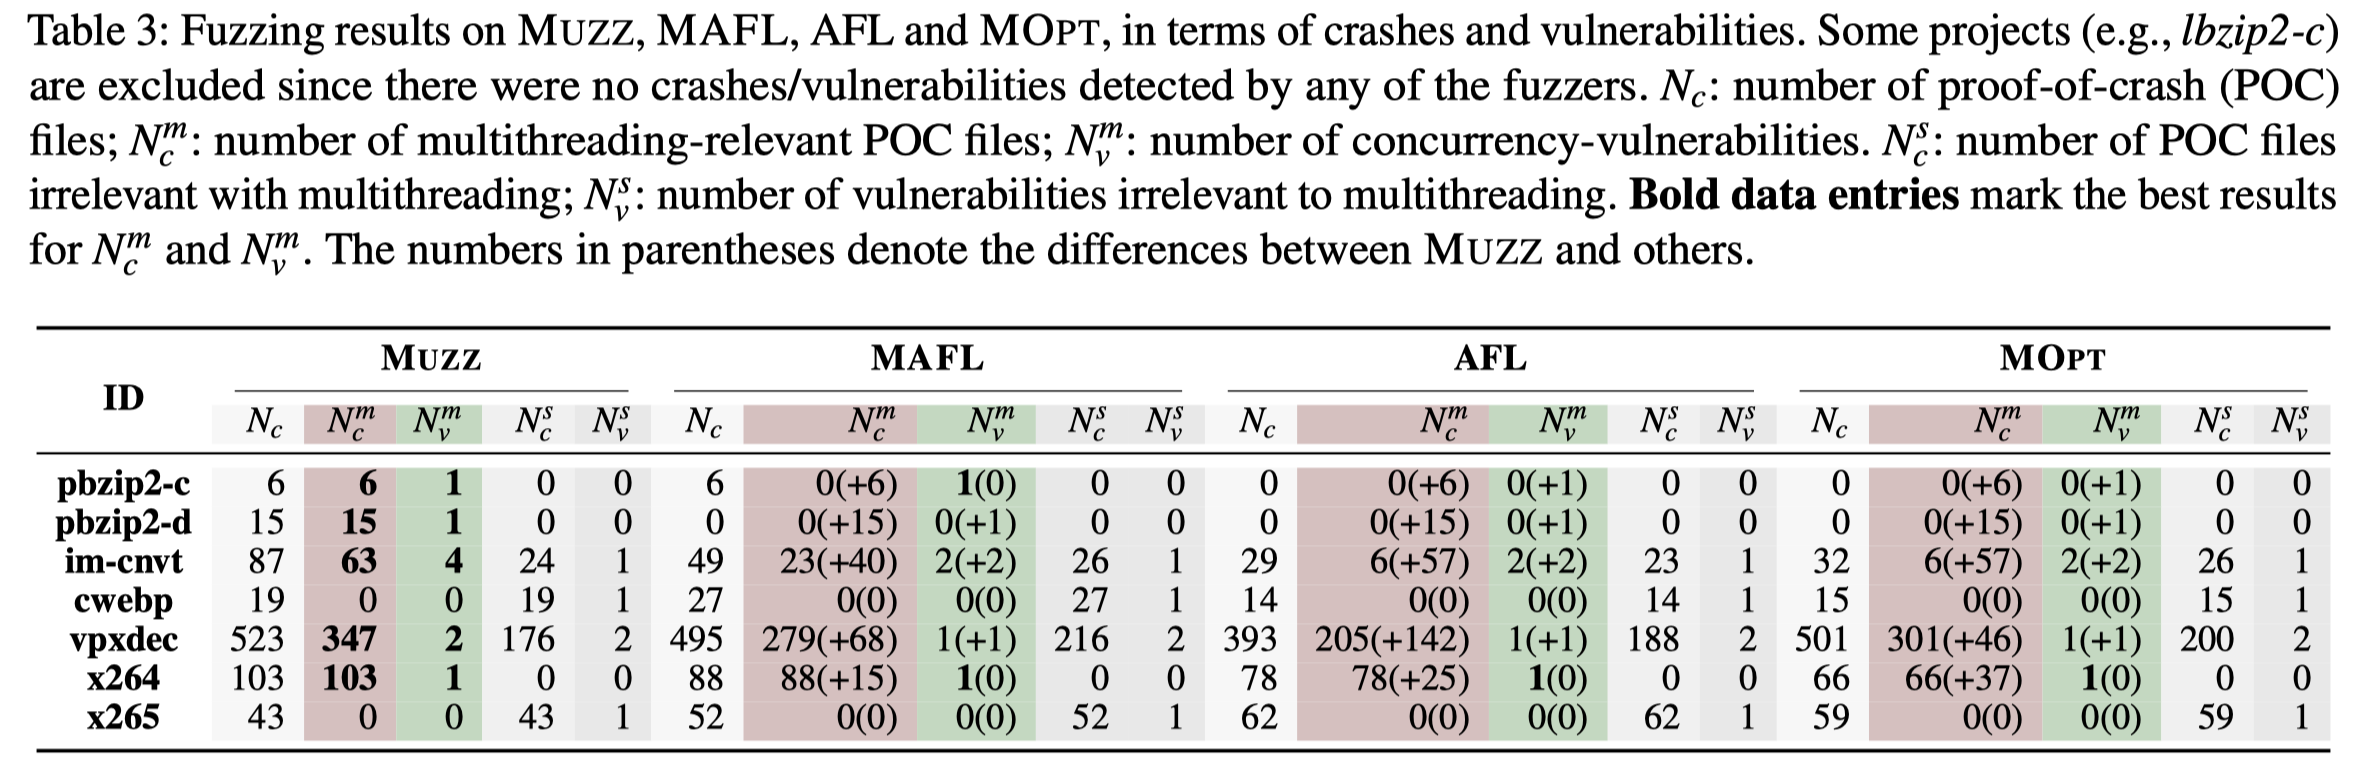 Table 3: Fuzzing results on MUZZ, MAFL, AFL and MOPT, in terms of crashes and vulnerabilities. Some projects (e.g., lbzip2-c)
are excluded since there were no crashes/vulnerabilities detected by any of the fuzzers. N_c: number of proof-of-crash (POC)
files; N_c^m: number of multithreading-relevant POC files; N_v^m: number of concurrency-vulnerabilities. N_c^s: number of POC files
irrelevant with multithreading; N_v^s: number of vulnerabilities irrelevant to multithreading. Bold data entries mark the best results
for N_c^m and N_v^m. The numbers in parentheses denote the differences between MUZZ and others.
ID MUZZ MAFL AFL MOPT
N_c N_c^m N_v^m N_c^s N_v^s N_c N_c^m N_v^m N_c^s N_v^s N_c N_c^m N_v^m N_c^s N_v^s N_c N_c^m N_v^m N_c^s N_v^s
pbzip2-c 6 6 1 0 0 6 0(+6) 1(0) 0 0 0 0(+6) 0(+1) 0 0 0 0(+6) 0(+1) 0 0
pbzip2-d 15 15 1 0 0 0 0(+15) 0(+1) 0 0 0 0(+15) 0(+1) 0 0 0 0(+15) 0(+1) 0 0
im-cnvt 87 63 4 24 1 49 23(+40) 2(+2) 26 1 29 6(+57) 2(+2) 23 1 32 6(+57) 2(+2) 26 1
cwebp 19 0 0 19 1 27 0(0) 0(0) 27 1 14 0(0) 0(0) 14 1 15 0(0) 0(0) 15 1
vpxdec 523 347 2 176 2 495 279(+68) 1(+1) 216 2 393 205(+142) 1(+1) 188 2 501 301(+46) 1(+1) 200 2
x264 103 103 1 0 0 88 88(+15) 1(0) 0 0 78 78(+25) 1(0) 0 0 66 66(+37) 1(0) 0 0
x265 43 0 0 43 1 52 0(0) 0(0) 52 1 62 0(0) 0(0) 62 1 59 0(0) 0(0) 59 1